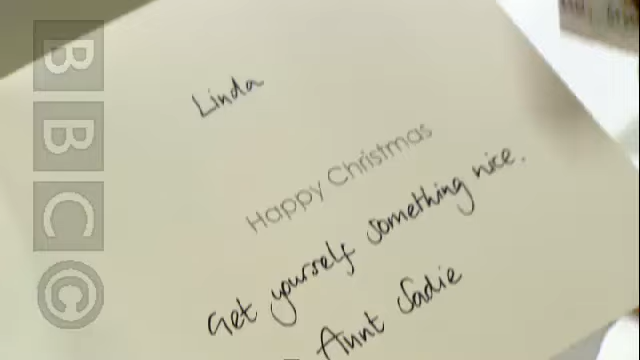 BBC©
Linda
Happy Christmas
Get yourself something nice.
Aunt Sadie